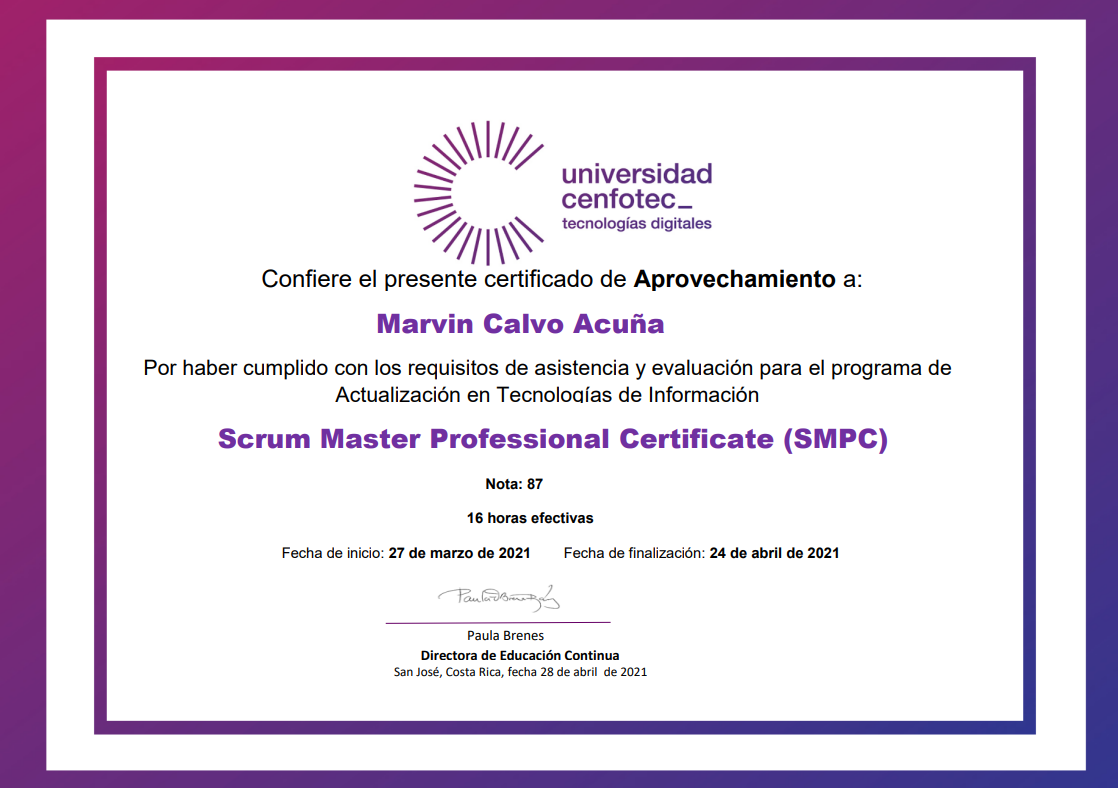 universidad
cenfotec_
tecnologías digitales
Confiere el presente certificado de Aprovechamiento a:
Marvin Calvo Acuña
Por haber cumplido con los requisitos de asistencia y evaluación para el programa de
Actualización en Tecnologías de Información
Scrum Master Professional Certificate (SMPC)
Nota: 87
16 horas efectivas
Fecha de inicio: 27 de marzo de 2021 Fecha de finalización: 24 de abril de 2021
Paula Brenes
Directora de Educación Continua
San José, Costa Rica, fecha 28 de abril de 2021